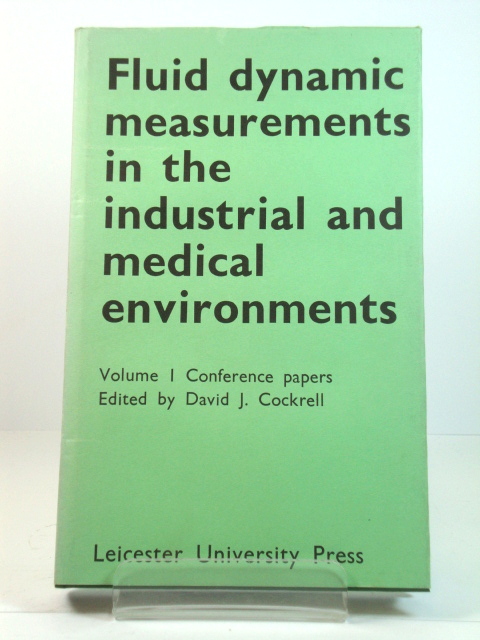 Fluid dynamic
measurements
in the
industrial and
medical
environments
Volume 1 Conference papers
Edited by David J. Cockrell
Leicester University Press